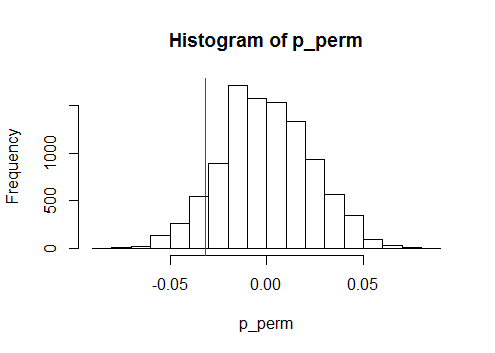 Histogram of p_perm
Frequency
1000
500
0
-0.05 0.00 0.05
p_perm